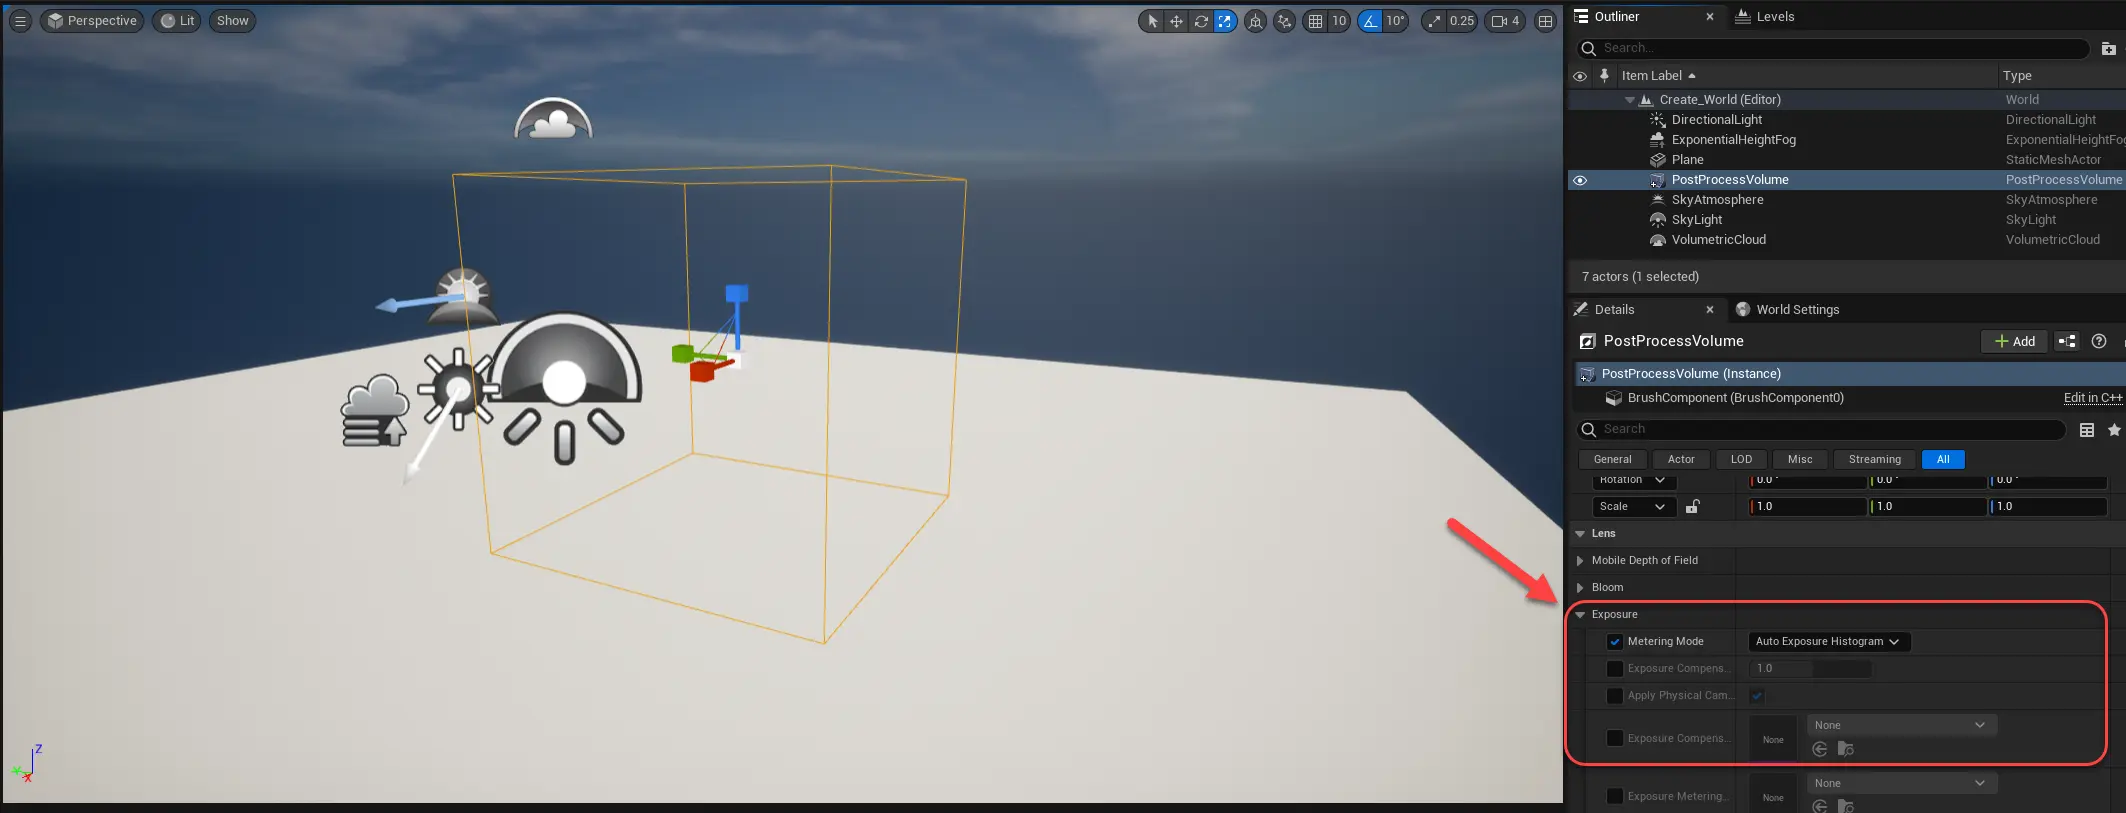 Perspective Lit Show 10 10° 0.25 4
Outliner × Levels
Search...
Item Label Type
Create_World (Editor) World
DirectionalLight DirectionalLight
ExponentialHeightFog ExponentialHeightFog
Plane StaticMeshActor
PostProcessVolume PostProcessVolume
SkyAtmosphere SkyAtmosphere
SkyLight SkyLight
VolumetricCloud VolumetricCloud
7 actors (1 selected)
Details × World Settings
PostProcessVolume + Add
PostProcessVolume (Instance)
BrushComponent (BrushComponent0) Edit in C++
Search
General Actor LOD Misc Streaming All
Rotation 0.0° 0.0° 0.0°
Scale 1.0 1.0 1.0
Lens
Mobile Depth of Field
Bloom
Exposure
Metering Mode Auto Exposure Histogram
Exposure Compens... 1.0
Apply Physical Cam...
None
Exposure Compens... None
None
Exposure Metering... None
Z
Y
X